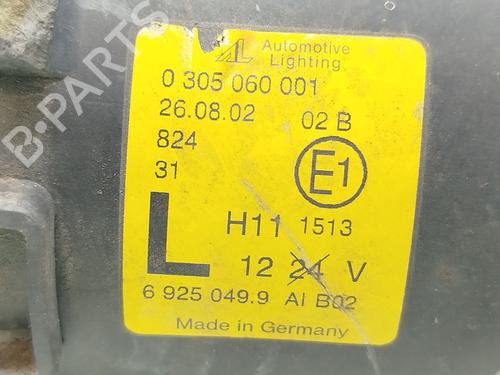 AL Automotive
Lighting
0 305 060 001
26.08.02 02 B
824
31
E1
L H11 1513
12 24 V
6 925 049.9 AI B02
Made in Germany
B-PARTS